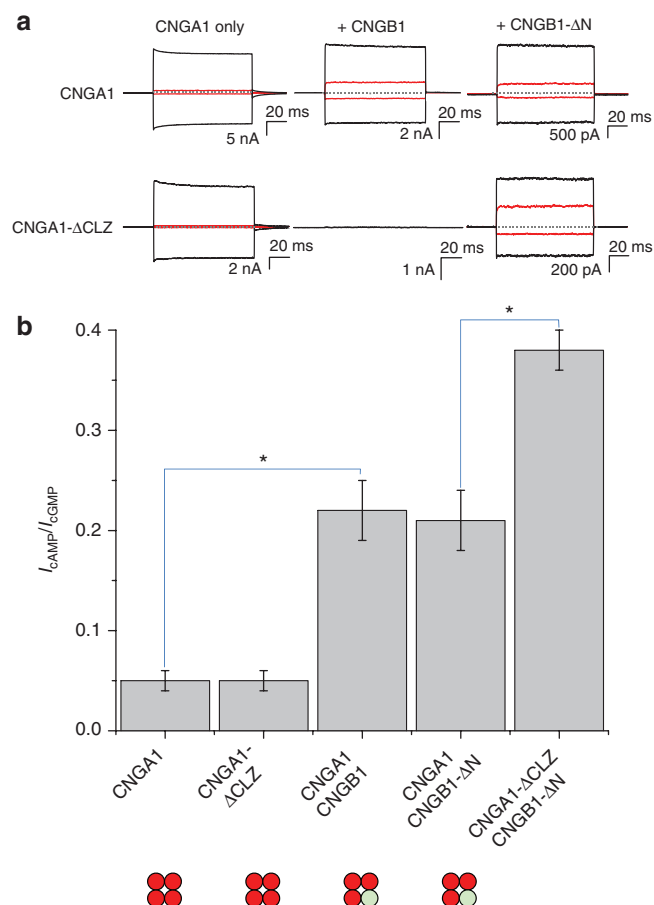 a
CNGA1 only
+ CNGB1
+ CNGB1-ΔN
CNGA1
20 ms
5 nA
20 ms
2 nA
20 ms
500 pA
CNGA1-ΔCLZ
20 ms
2 nA
20 ms
1 nA
20 ms
200 pA
b
0.4
0.3
0.2
0.1
0.0
IcAMP/IcGMP
*
*
CNGA1
CNGA1-
ΔCLZ
CNGA1
CNGB1
CNGA1
CNGB1-ΔN
CNGA1-ΔCLZ
CNGB1-ΔN